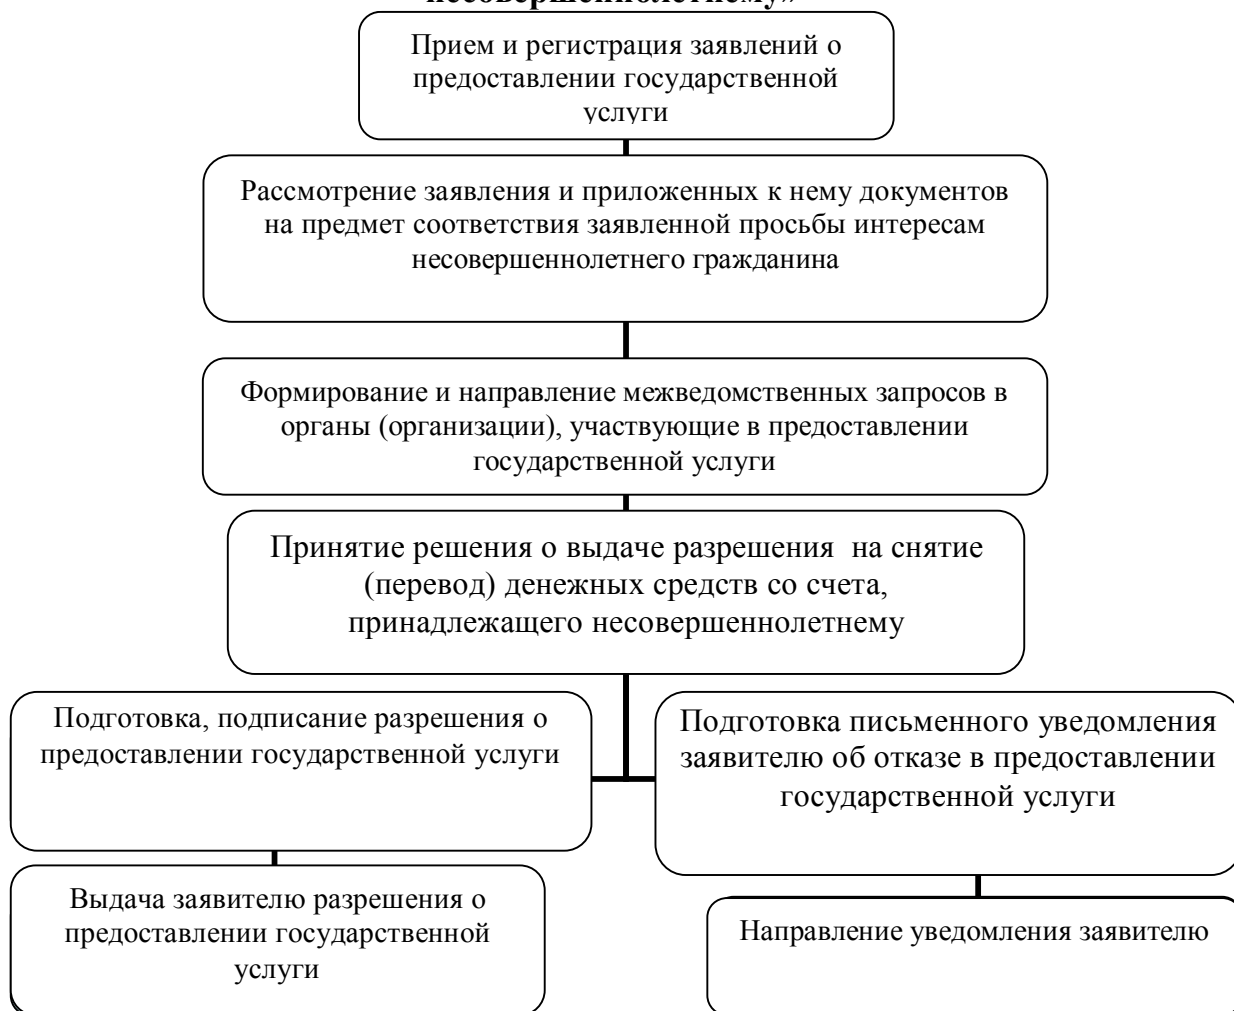 несовершеннолетнему»
Прием и регистрация заявлений о
предоставлении государственной
услуги
Рассмотрение заявления и приложенных к нему документов
на предмет соответствия заявленной просьбы интересам
несовершеннолетнего гражданина
Формирование и направление межведомственных запросов в
органы (организации), участвующие в предоставлении
государственной услуги
Принятие решения о выдаче разрешения на снятие
(перевод) денежных средств со счета,
принадлежащего несовершеннолетнему
Подготовка, подписание разрешения о
предоставлении государственной услуги
Подготовка письменного уведомления
заявителю об отказе в предоставлении
государственной услуги
Выдача заявителю разрешения о
предоставлении государственной
услуги
Направление уведомления заявителю